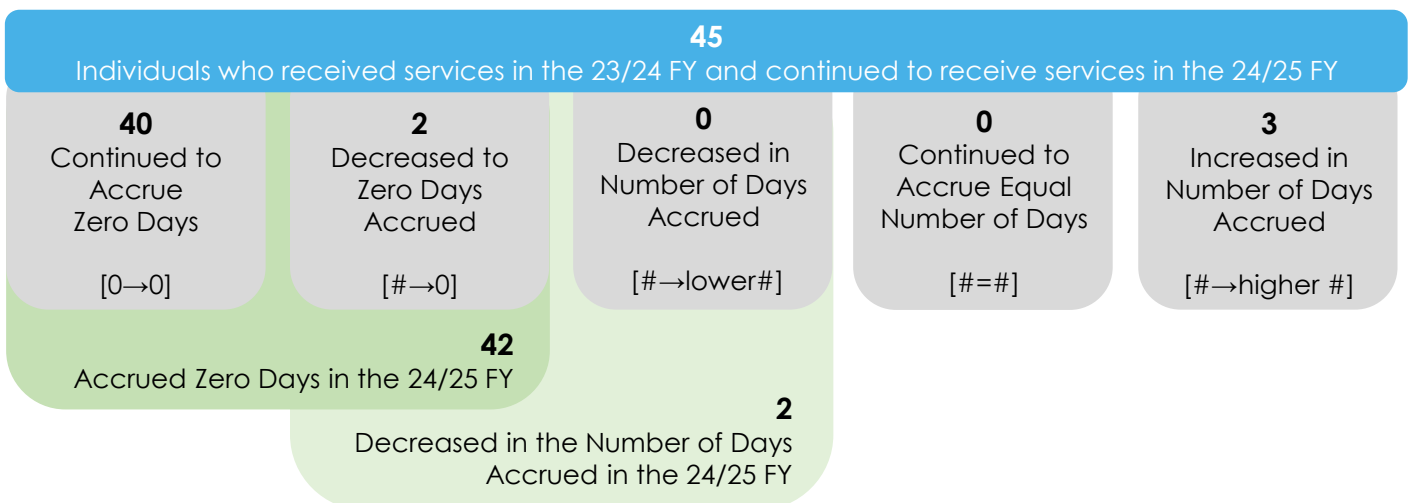 45
Individuals who received services in the 23/24 FY and continued to receive services in the 24/25 FY
40
Continued to
Accrue
Zero Days
[0→0]
2
Decreased to
Zero Days
Accrued
[#→0]
0
Decreased in
Number of Days
Accrued
[#→lower#]
0
Continued to
Accrue Equal
Number of Days
[#=#]
3
Increased in
Number of Days
Accrued
[#→higher #]
42
Accrued Zero Days in the 24/25 FY
2
Decreased in the Number of Days
Accrued in the 24/25 FY